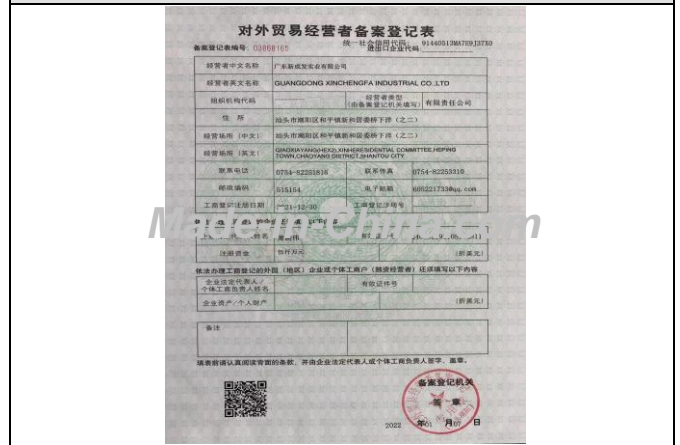 对外贸易经营者备案登记表
统一社会信用代码: 91440513MA7E9J37X0
备案登记表编号: 03868165 进出口企业代码:
经营者中文名称 广东新成发实业有限公司
经营者英文名称 GUANGDONG XINCHENGFA INDUSTRIAL CO.,LTD
组织机构代码 经营者类型 (由备案登记机关填写) 有限责任公司
住 所 汕头市潮阳区和平镇新和居委桥下洋（之二）
经营场所（中文） 汕头市潮阳区和平镇新和居委桥下洋（之二）
经营场所（英文） QIAOXIAYANG(HEX2),XINHERESIDENTIAL COMMITTEE,HEPING
TOWN,CHAOYANG DISTRICT,SHANTOU CITY
联系电话 0754-82251816 联系传真 0754-82253310
邮政编码 515154 电子邮箱 605221733@qq.com
工商登记注册日期 21-12-30 工商登记注册号
Made-in-China.com
注册资金 (折美元)
依法办理工商登记的外国（地区）企业或个体工商户（独资经营者）还须填写以下内容
企业法定代表人/
个体工商负责人姓名 有效证件号
企业资产/个人财产 (折美元)
备注
填表前请认真阅读背面的条款，并由企业法定代表人或个体工商负责人签字、盖章。
备案登记机关
签 章
2022 年 01 月 07 日